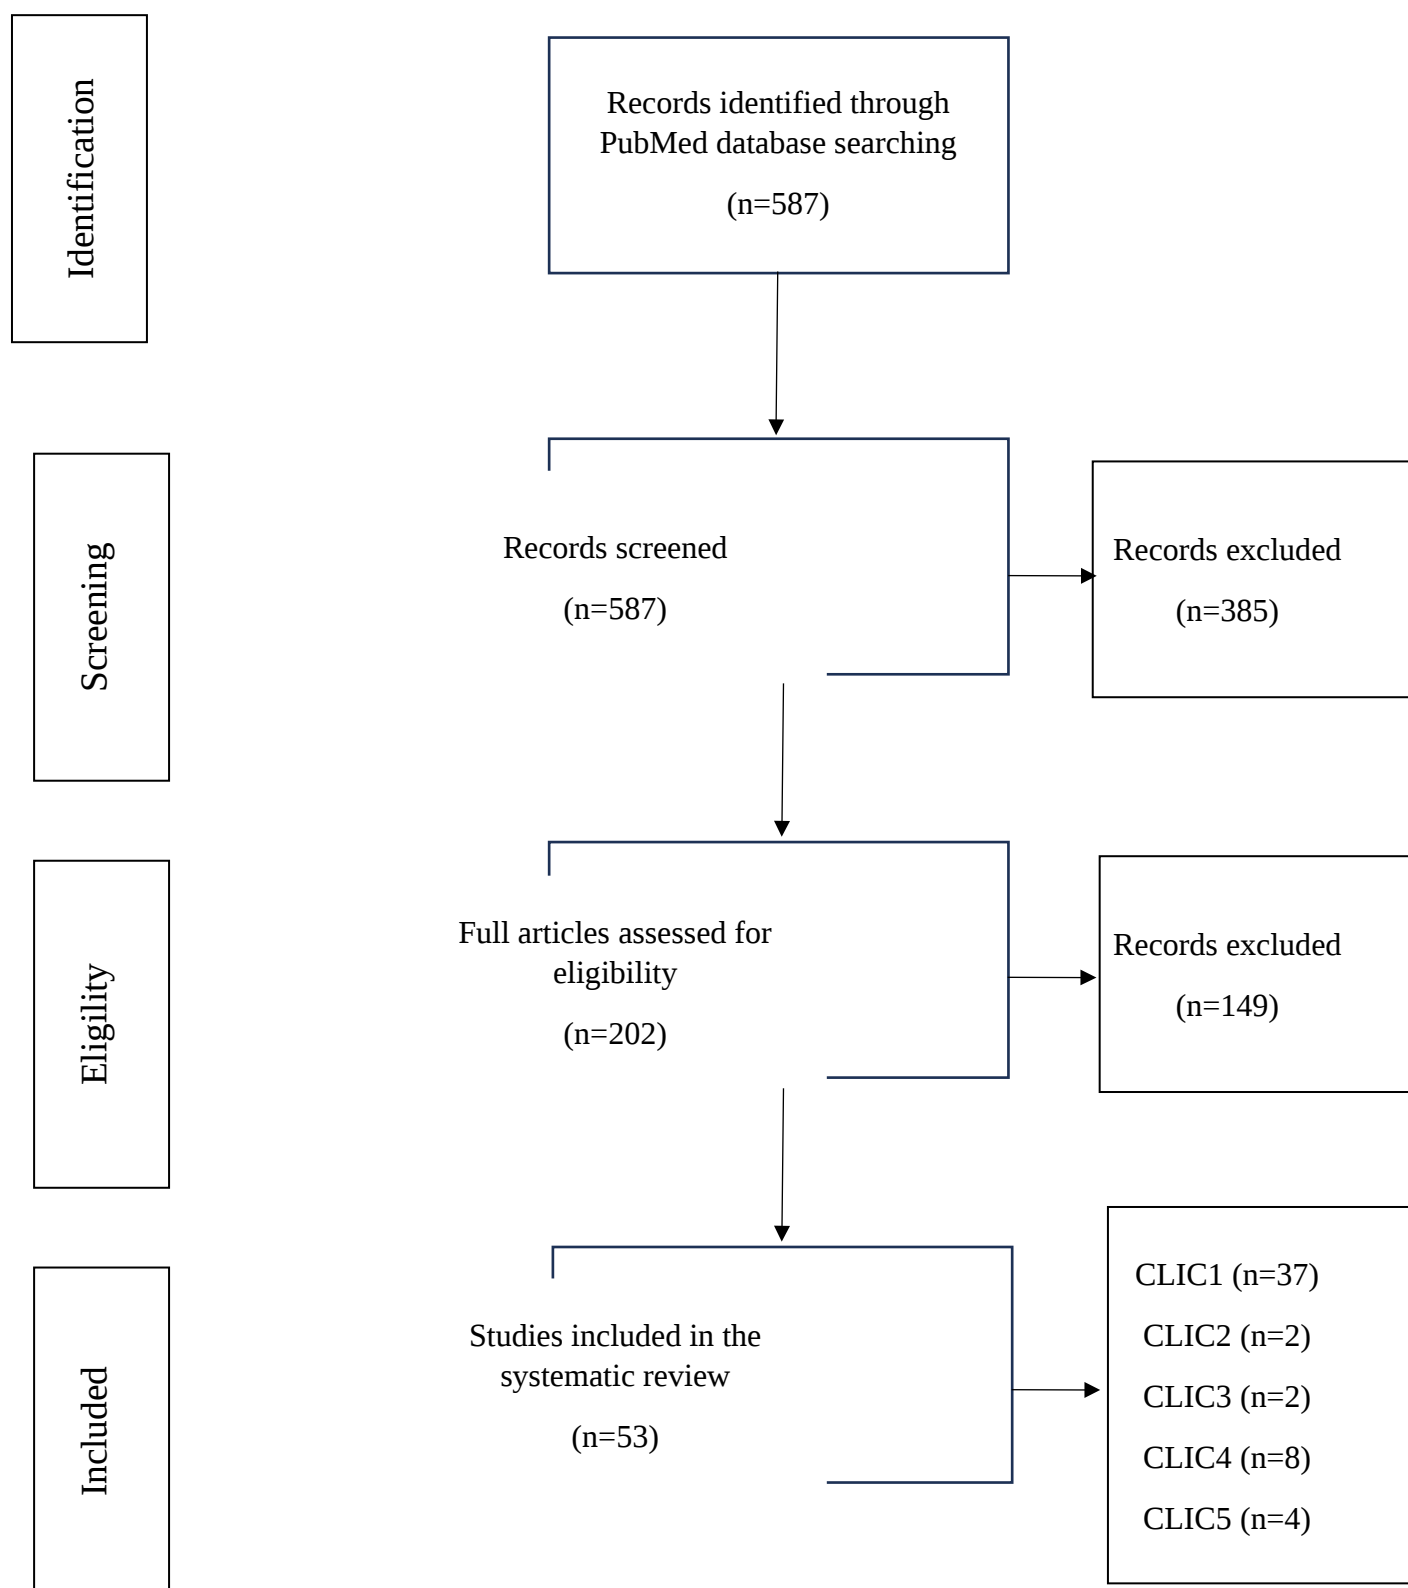 Identification
Records identified through
PubMed database searching
(n=587)
Screening
Records screened
(n=587)
Records excluded
(n=385)
Eligibility
Full articles assessed for
eligibility
(n=202)
Records excluded
(n=149)
Included
Studies included in the
systematic review
(n=53)
CLIC1 (n=37)
CLIC2 (n=2)
CLIC3 (n=2)
CLIC4 (n=8)
CLIC5 (n=4)